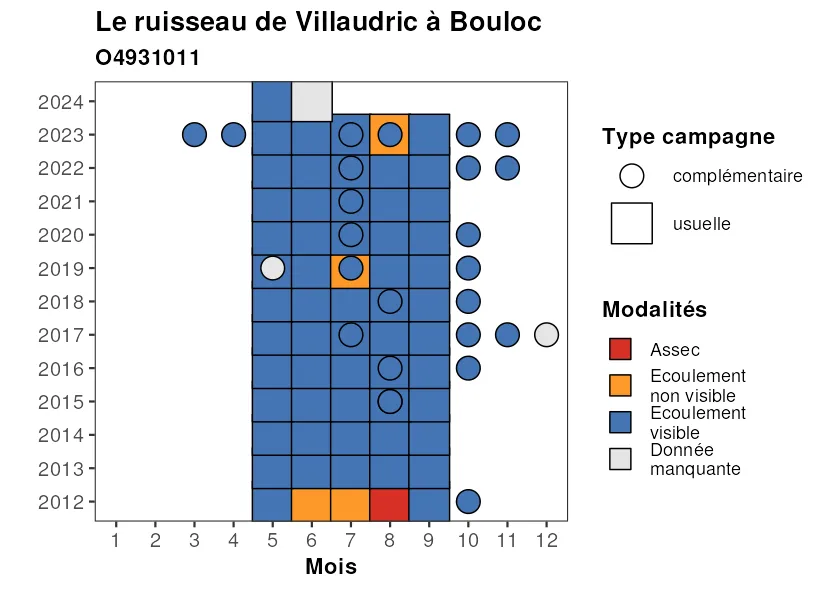 Le ruisseau de Villaudric à Bouloc
O4931011
2024
2023
2022
2021
2020
2019
2018
2017
2016
2015
2014
2013
2012
1 2 3 4 5 6 7 8 9 10 11 12
Mois
Type campagne
complémentaire
usuelle
Modalités
Assec
Ecoulement
non visible
Ecoulement
visible
Donnée
manquante